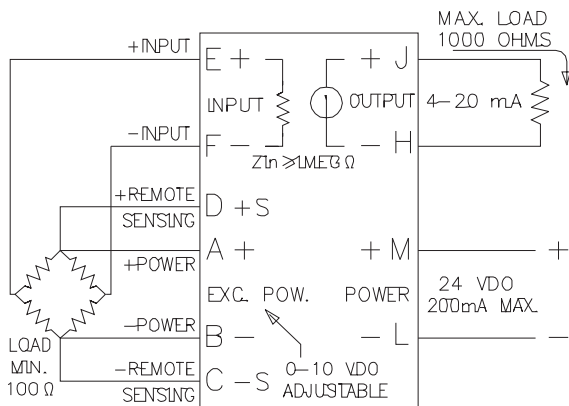 MAX. LOAD
1000 OHMS
+INPUT
E +
+ J
INPUT
OUTPUT
4-20 mA
-INPUT
F -
- H
Zin ≥1MEG Ω
+REMOTE
SENSING
D +S
A +
+ M
+
+POWER
EXC. POW.
POWER
24 VDO
200mA MAX.
-POWER
B -
- L
-
LOAD
MIN.
100 Ω
0-10 VDO
ADJUSTABLE
-REMOTE
SENSING
C -S